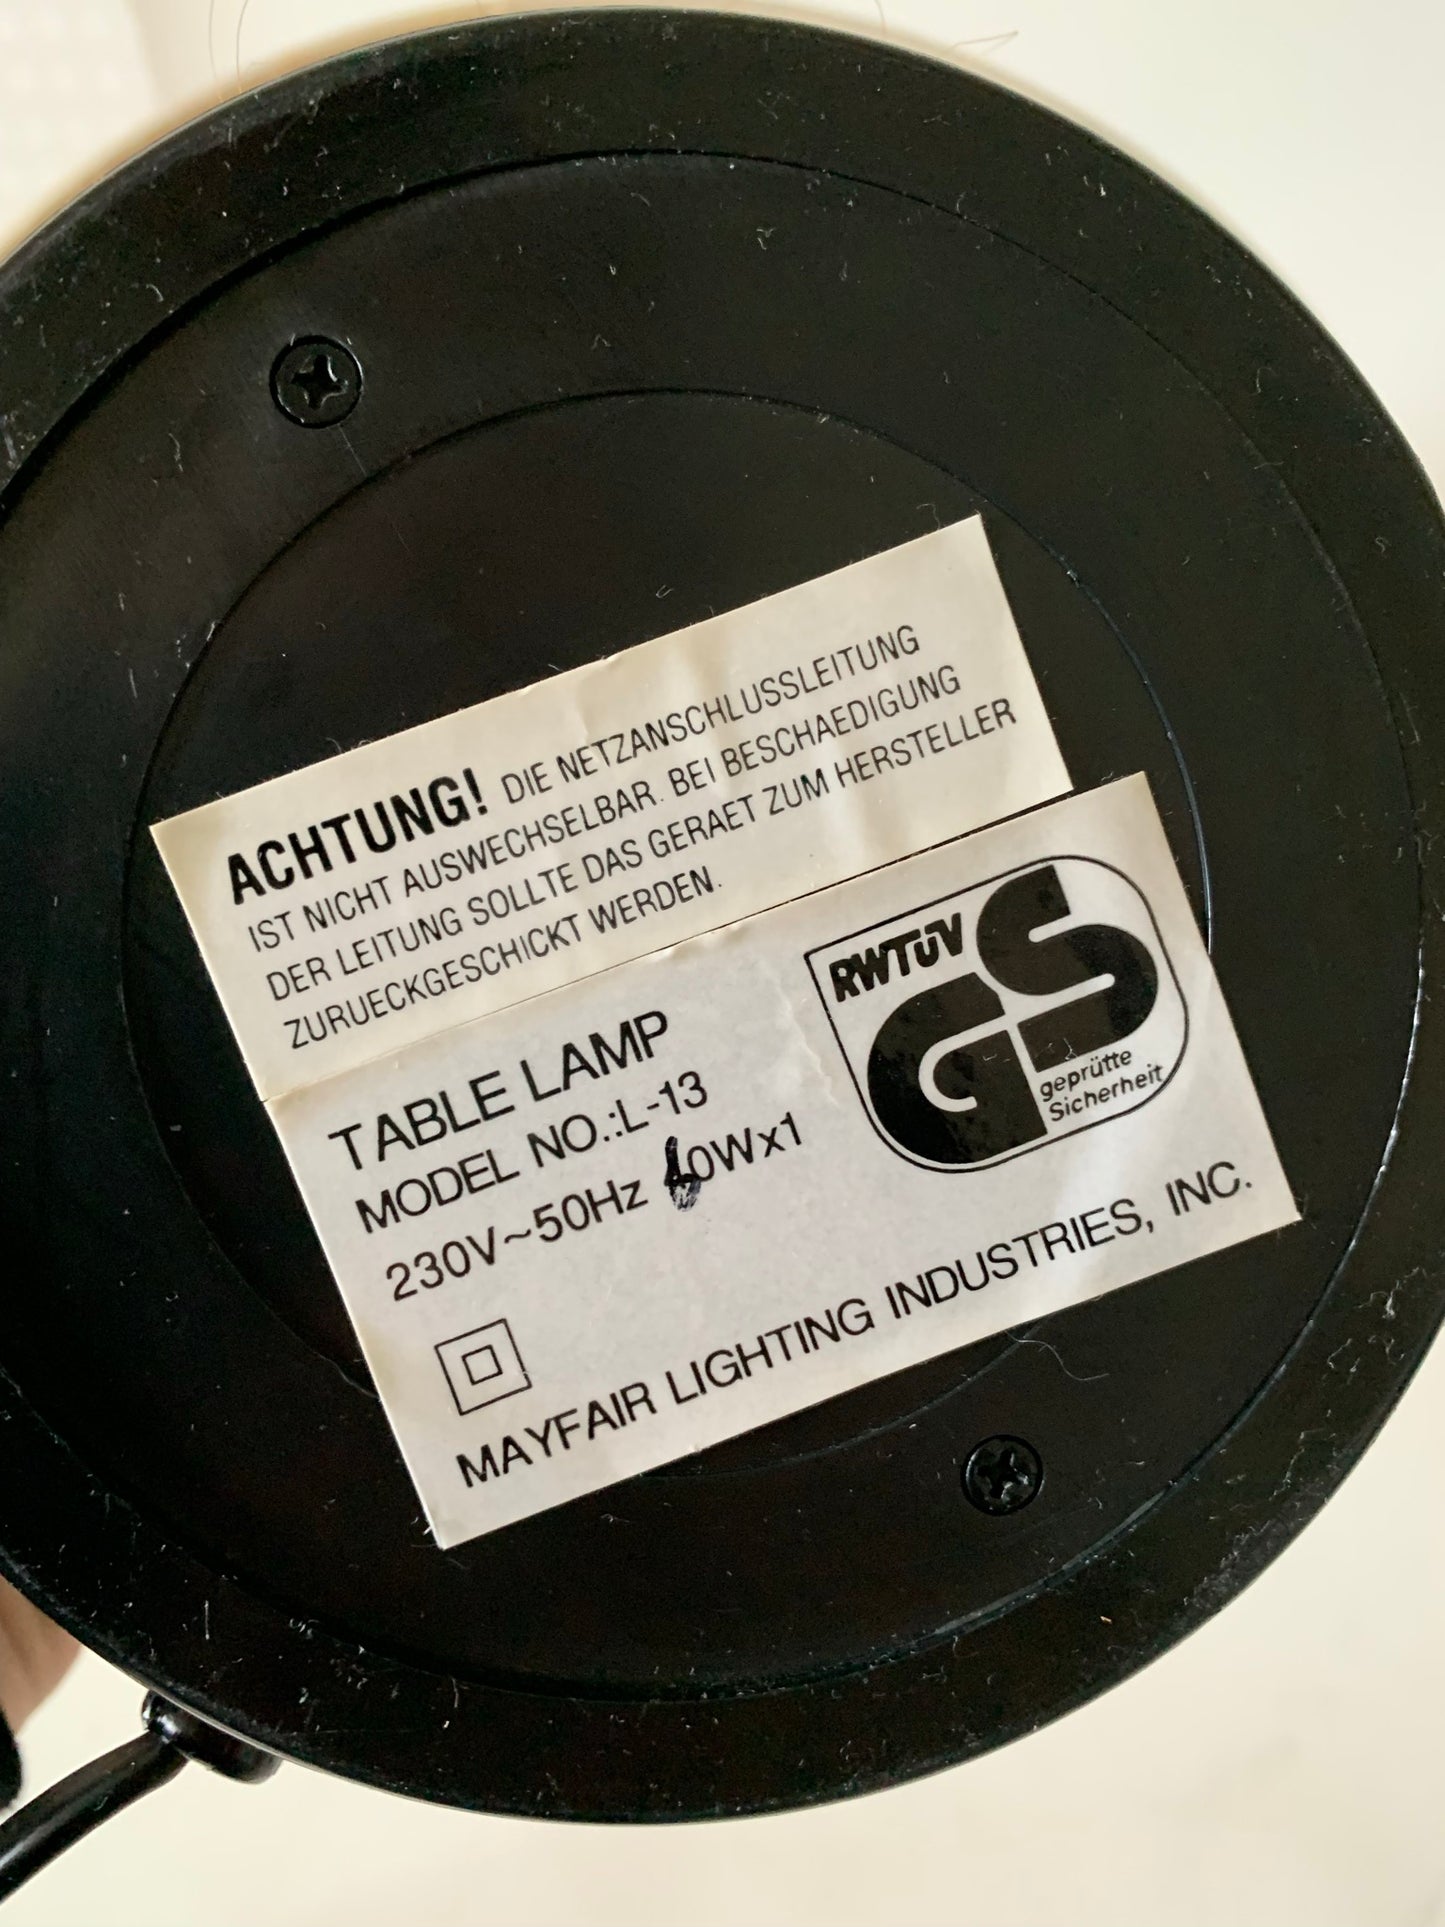 ACHTUNG! DIE NETZANSCHLUSSLEITUNG
IST NICHT AUSWECHSELBAR. BEI BESCHAEDIGUNG
DER LEITUNG SOLLTE DAS GERAET ZUM HERSTELLER
ZURUECKGESCHICKT WERDEN.
RWTÜV
GS
geprüfte
Sicherheit
TABLE LAMP
MODEL NO.:L-13
230V~50Hz
MAYFAIR LIGHTING INDUSTRIES, INC.